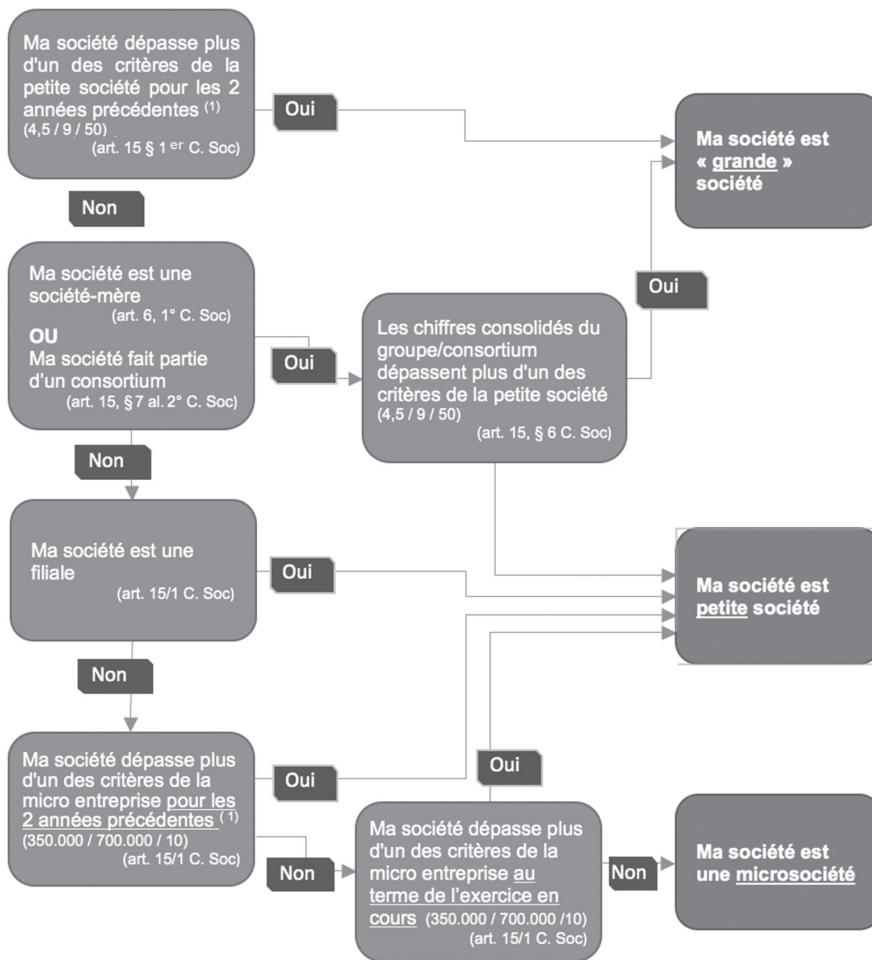 Ma société dépasse plus
d'un des critères de la
petite société pour les 2
années précédentes (1)
(4,5 / 9 / 50)
(art. 15 § 1er C. Soc)
Oui
Ma société est
« grande »
société
Non
Ma société est une
société-mère
(art. 6, 1° C. Soc)
OU
Ma société fait partie
d'un consortium
(art. 15, § 7 al. 2° C. Soc)
Oui
Les chiffres consolidés du
groupe/consortium
dépassent plus d'un des
critères de la petite société
(4,5 / 9 / 50)
(art. 15, § 6 C. Soc)
Oui
Non
Ma société est une
filiale
(art. 15/1 C. Soc)
Oui
Ma société est
petite société
Non
Ma société dépasse plus
d'un des critères de la
micro entreprise pour les
2 années précédentes (1)
(350.000 / 700.000 / 10)
(art. 15/1 C. Soc)
Oui
Non
Ma société dépasse plus
d'un des critères de la
micro entreprise au
terme de l'exercice en
cours (350.000 / 700.000 /10)
(art. 15/1 C. Soc)
Oui
Non
Ma société est
une microsociété